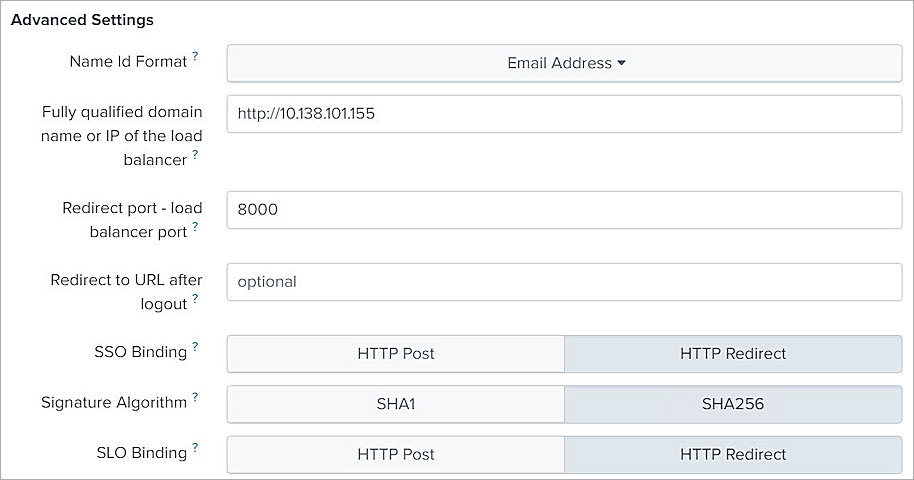 Advanced Settings
Name Id Format ?
Email Address
Fully qualified domain
name or IP of the load
balancer ?
http://10.138.101.155
Redirect port - load
balancer port ?
8000
Redirect to URL after
logout ?
optional
SSO Binding ?
HTTP Post
HTTP Redirect
Signature Algorithm ?
SHA1
SHA256
SLO Binding ?
HTTP Post
HTTP Redirect